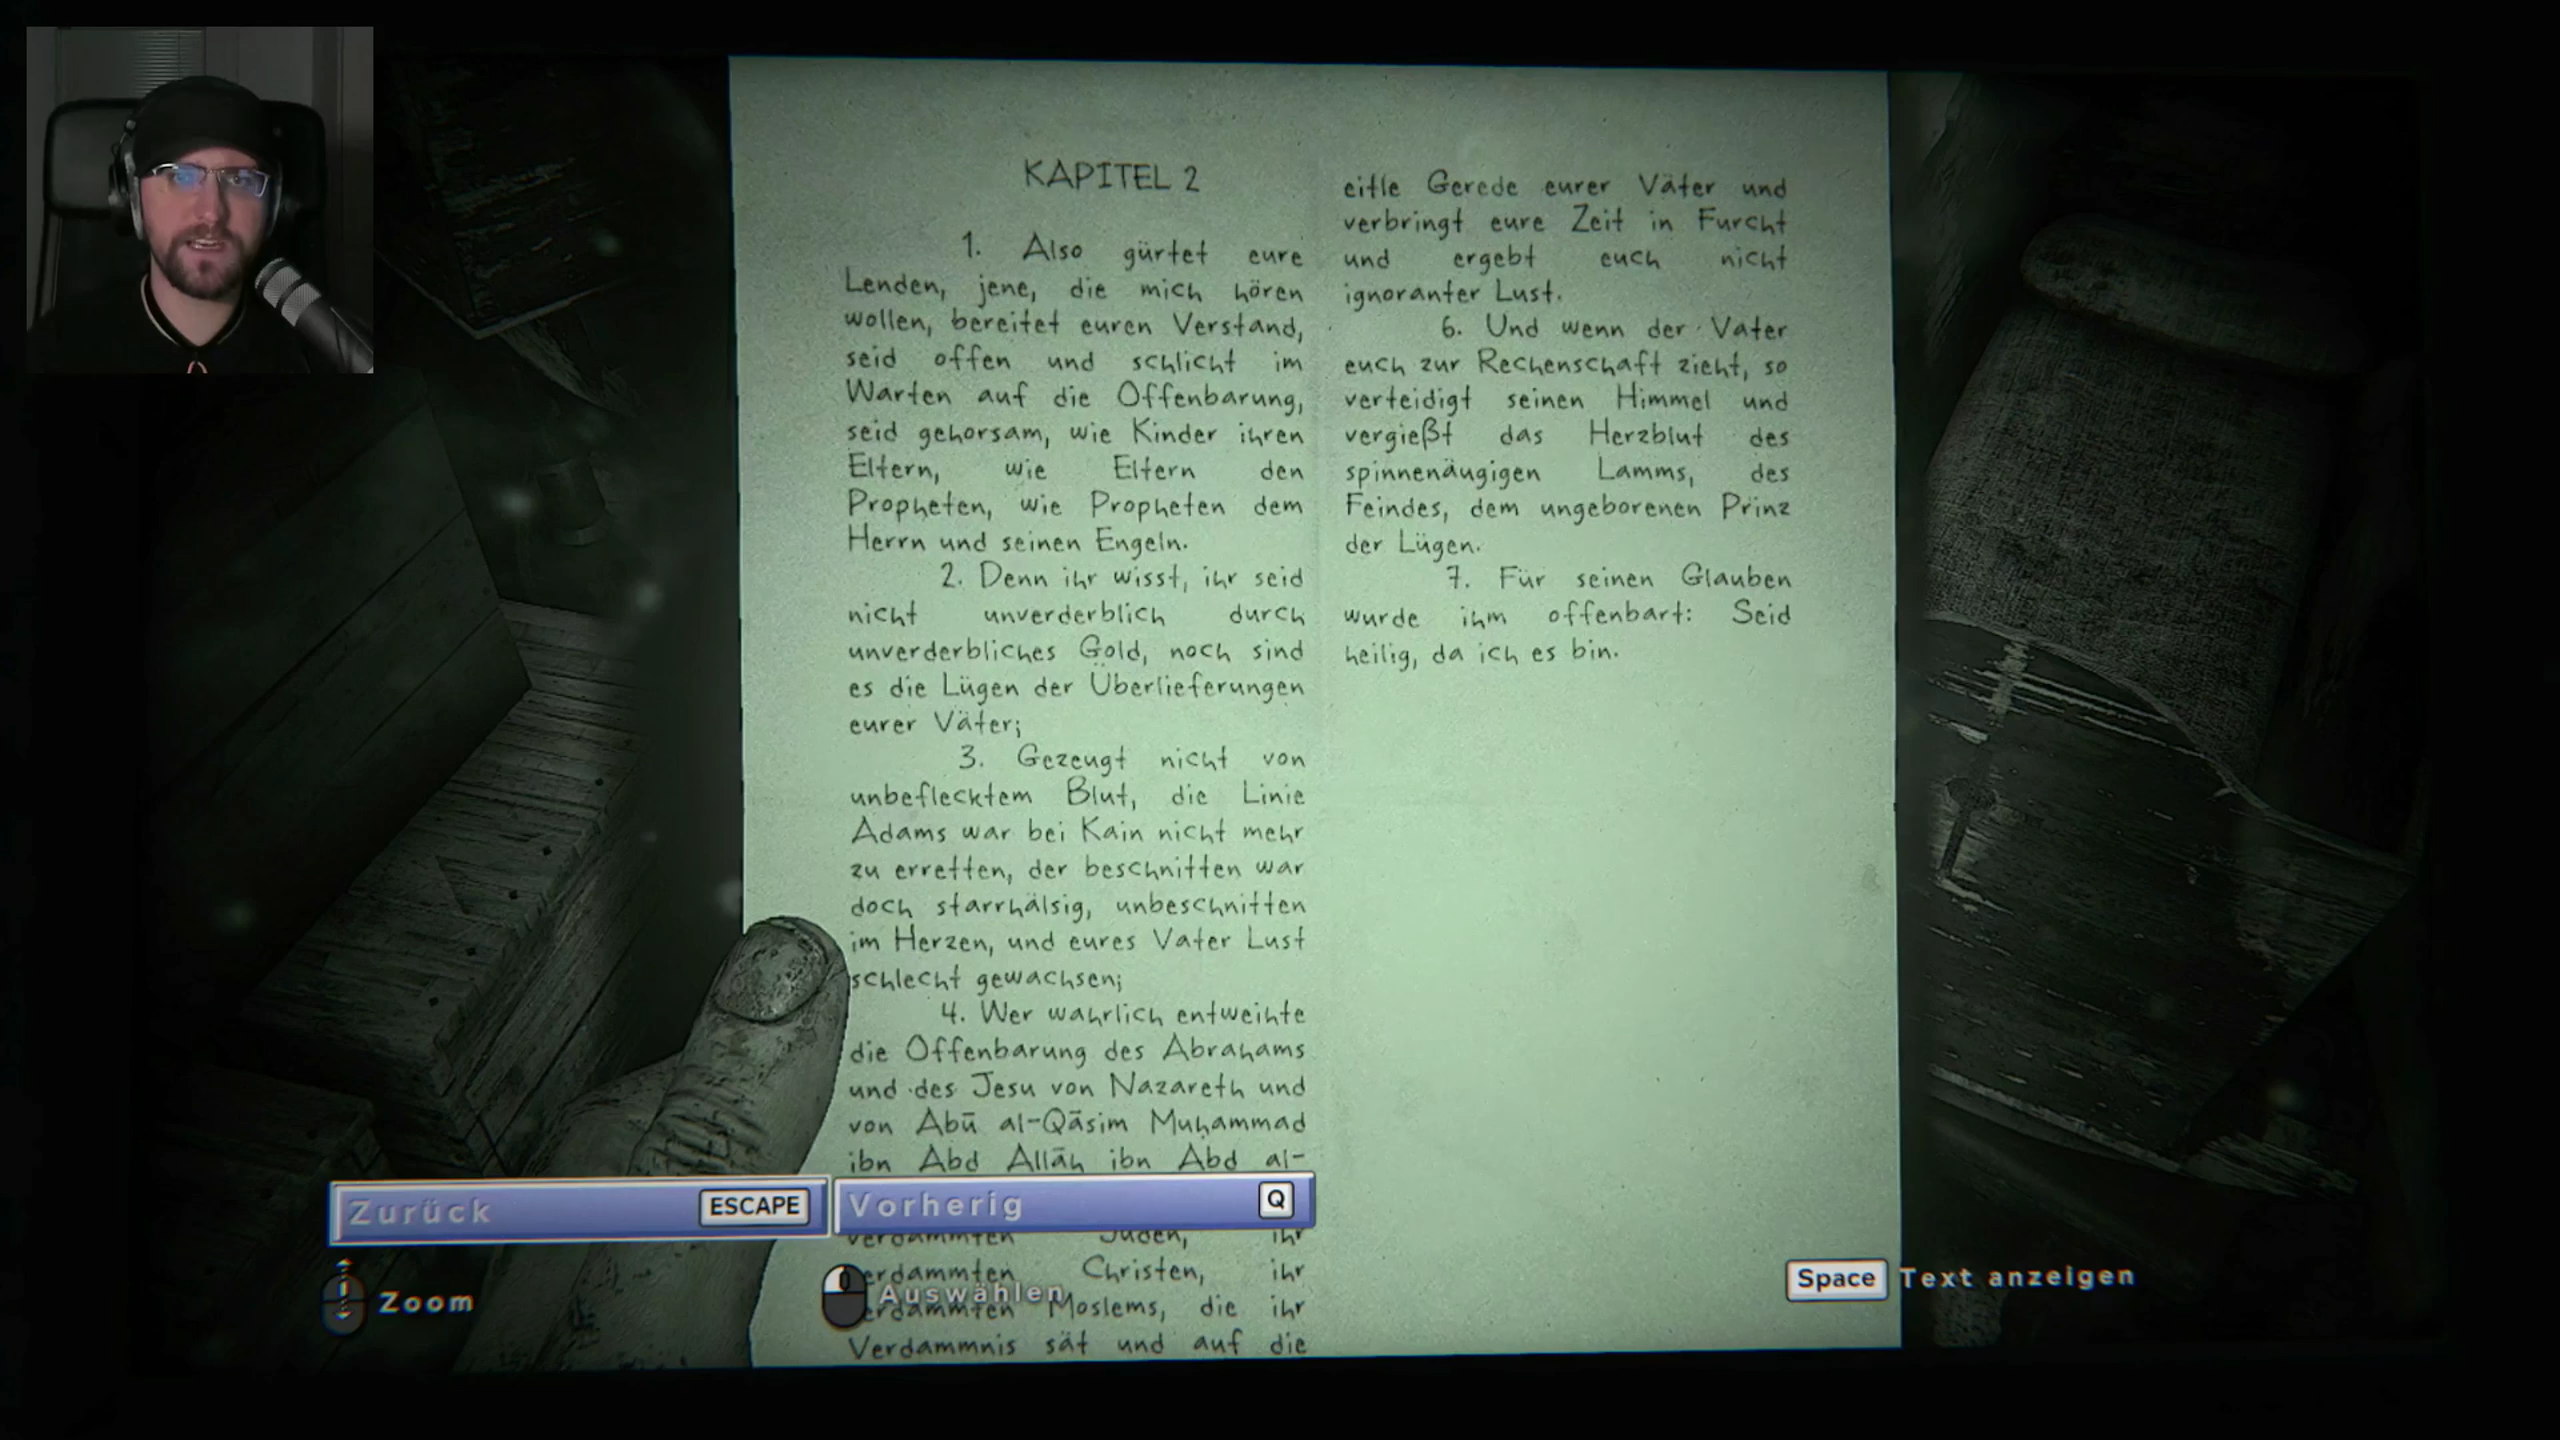 KAPITEL 2
1. Also gürtet eure
Lenden, jene, die mich hören
wollen, bereitet euren Verstand,
seid offen und schlicht im
Warten auf die Offenbarung,
seid gehorsam, wie Kinder ihren
Eltern, wie Eltern den
Propheten, wie Propheten dem
Herrn und seinen Engeln.
2. Denn ihr wisst, ihr seid
nicht unverderblich durch
unverderbliches Gold, noch sind
es die Lügen der Überlieferungen
eurer Väter;
3. Gezeugt nicht von
unbeflecktem Blut, die Linie
Adams war bei Kain nicht mehr
zu erretten, der beschnitten war
doch starrhälsig, unbeschnitten
im Herzen, und eures Vater Lust
schlecht gewachsen;
4. Wer wahrlich entweihte
die Offenbarung des Abrahams
und des Jesu von Nazareth und
von Abū al-Qāsim Muḥammad
ibn Abd Allāh ibn Abd al-
verdammten Juden, ihr
verdammten Christen, ihr
verdammten Moslems, die ihr
Verdammnis sät und auf die
eitle Gerede eurer Väter und
verbringt eure Zeit in Furcht
und ergebt euch nicht
ignoranter Lust.
6. Und wenn der Vater
euch zur Rechenschaft zieht, so
verteidigt seinen Himmel und
vergießt das Herzblut des
spinnenäugigen Lamms, des
Feindes, dem ungeborenen Prinz
der Lügen.
7. Für seinen Glauben
wurde ihm offenbart: Seid
heilig, da ich es bin.
Zurück ESCAPE
Vorherig Q
Zoom
Auswählen
Space Text anzeigen